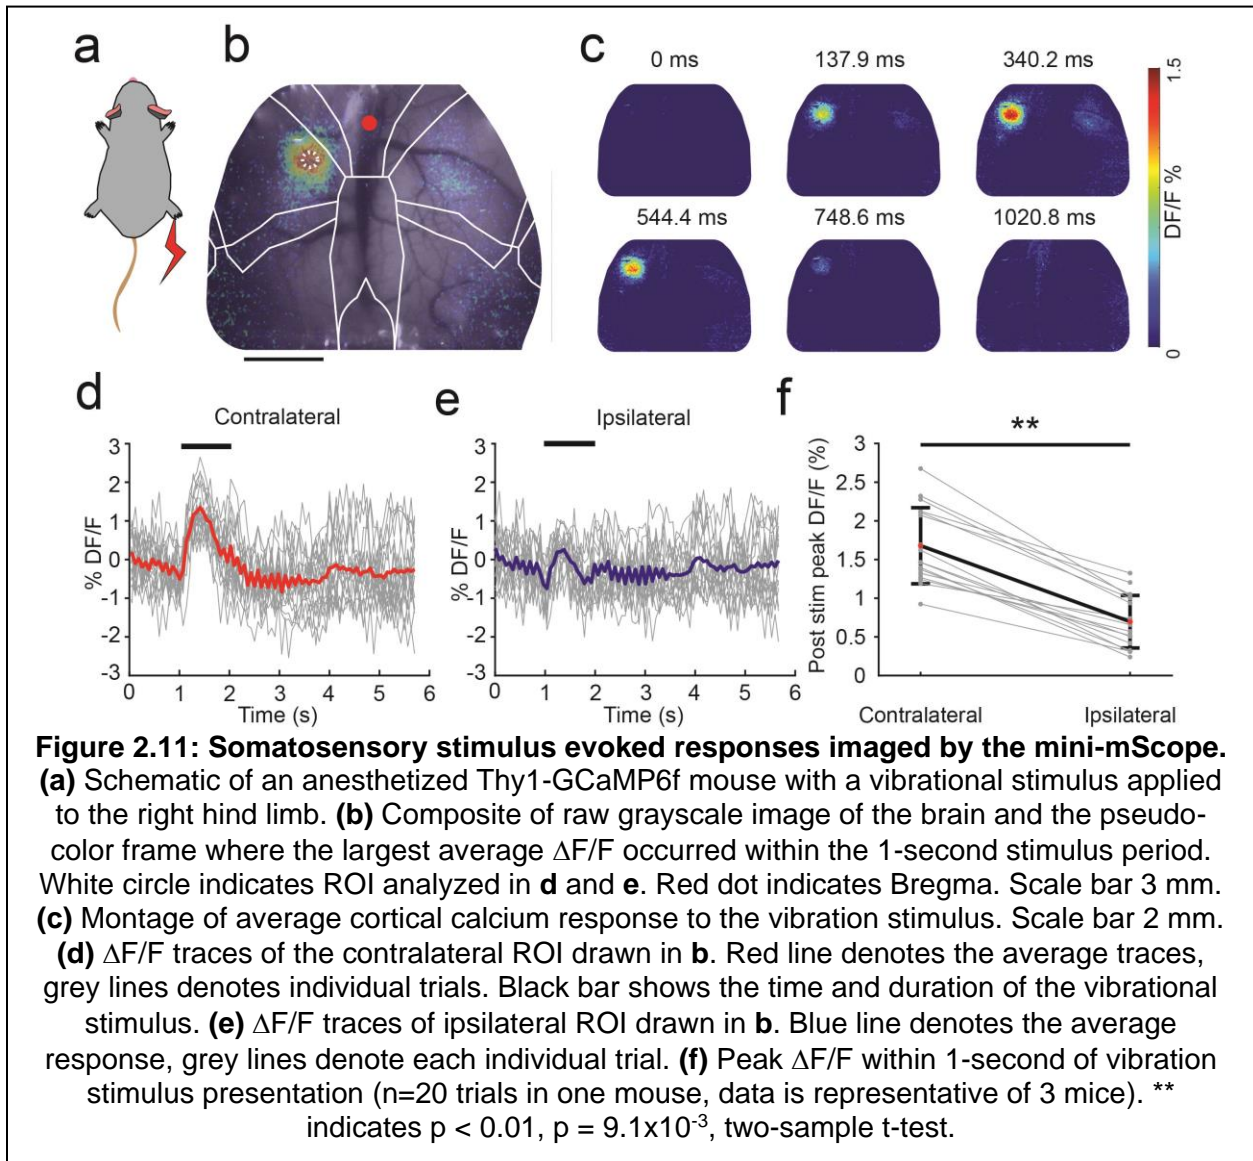 a
b
c
0 ms
137.9 ms
340.2 ms
544.4 ms
748.6 ms
1020.8 ms
1.5
DF/F %
0
d
Contralateral
3
2
1
0
-1
-2
-3
% DF/F
0 1 2 3 4 5 6
Time (s)
e
Ipsilateral
3
2
1
0
-1
-2
-3
% DF/F
0 1 2 3 4 5 6
Time (s)
f
**
3
2.5
2
1.5
1
0.5
0
Post stim peak DF/F (%)
Contralateral Ipsilateral
Figure 2.11: Somatosensory stimulus evoked responses imaged by the mini-mScope.
(a) Schematic of an anesthetized Thy1-GCaMP6f mouse with a vibrational stimulus applied
to the right hind limb. (b) Composite of raw grayscale image of the brain and the pseudo-
color frame where the largest average ΔF/F occurred within the 1-second stimulus period.
White circle indicates ROI analyzed in d and e. Red dot indicates Bregma. Scale bar 3 mm.
(c) Montage of average cortical calcium response to the vibration stimulus. Scale bar 2 mm.
(d) ΔF/F traces of the contralateral ROI drawn in b. Red line denotes the average traces,
grey lines denotes individual trials. Black bar shows the time and duration of the vibrational
stimulus. (e) ΔF/F traces of ipsilateral ROI drawn in b. Blue line denotes the average
response, grey lines denote each individual trial. (f) Peak ΔF/F within 1-second of vibration
stimulus presentation (n=20 trials in one mouse, data is representative of 3 mice). **
indicates p < 0.01, p = 9.1x10⁻³, two-sample t-test.